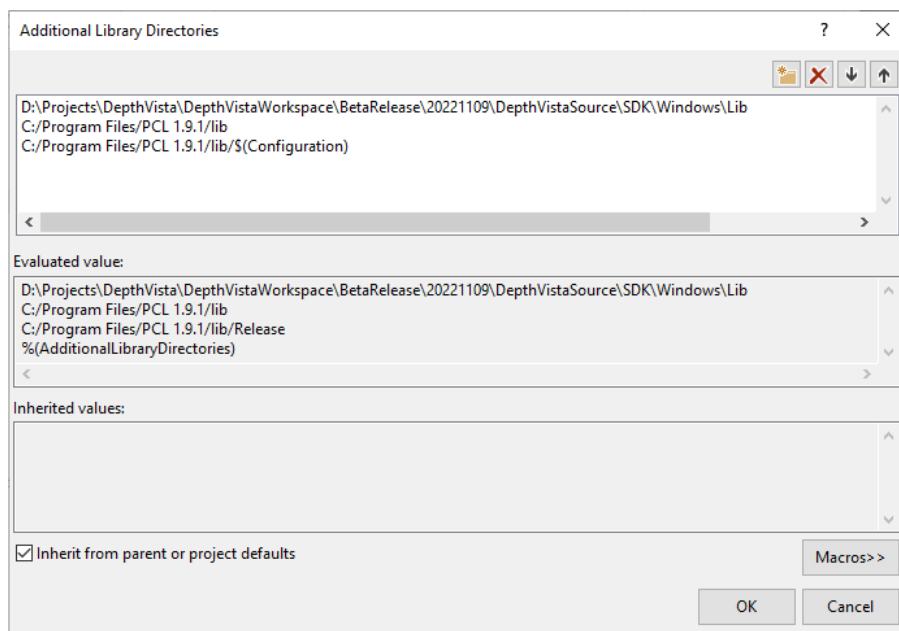 Additional Library Directories
D:\Projects\DepthVista\DepthVistaWorkspace\BetaRelease\20221109\DepthVistaSource\SDK\Windows\Lib
C:/Program Files/PCL 1.9.1/lib
C:/Program Files/PCL 1.9.1/lib/$(Configuration)
Evaluated value:
D:\Projects\DepthVista\DepthVistaWorkspace\BetaRelease\20221109\DepthVistaSource\SDK\Windows\Lib
C:/Program Files/PCL 1.9.1/lib
C:/Program Files/PCL 1.9.1/lib/Release
%(AdditionalLibraryDirectories)
Inherited values:
Inherit from parent or project defaults
Macros>>
OK
Cancel